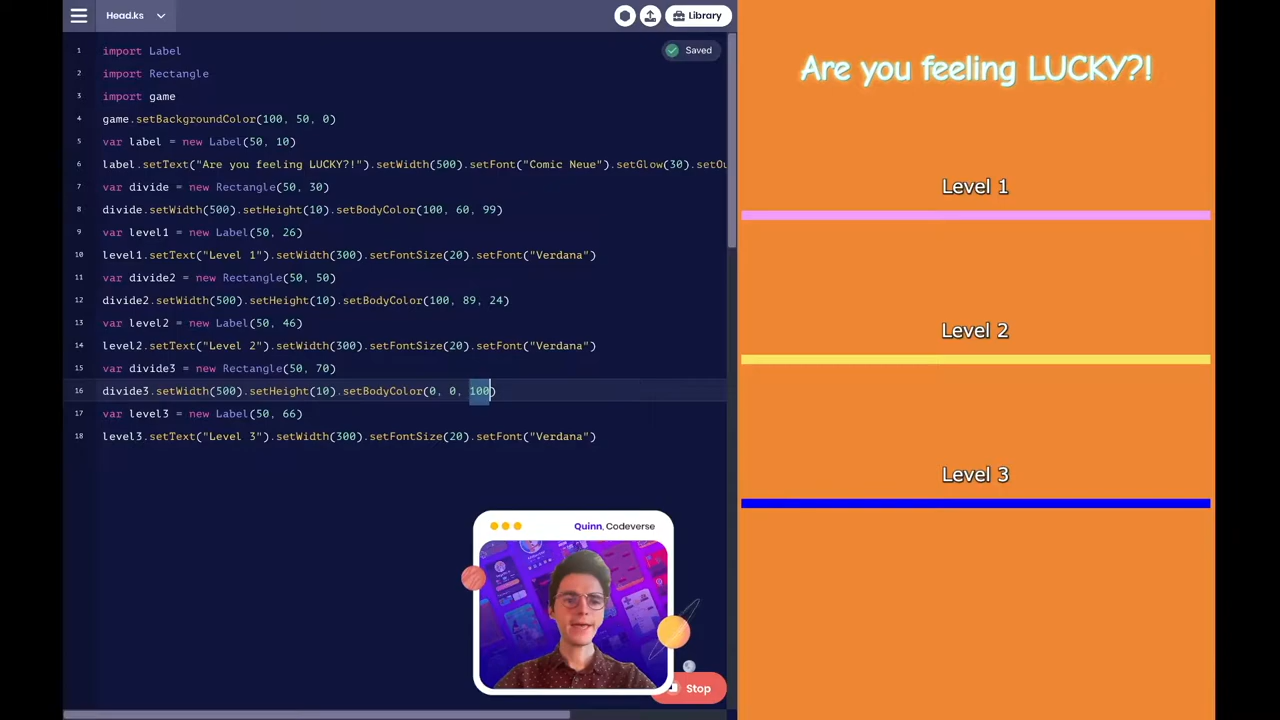 Head.ks
Library
Saved
1 import Label
2 import Rectangle
3 import game
4 game.setBackgroundColor(100, 50, 0)
5 var label = new Label(50, 10)
6 label.setText("Are you feeling LUCKY?!").setWidth(500).setFont("Comic Neue").setGlow(30).setOu
7 var divide = new Rectangle(50, 30)
8 divide.setWidth(500).setHeight(10).setBodyColor(100, 60, 99)
9 var level1 = new Label(50, 26)
10 level1.setText("Level 1").setWidth(300).setFontSize(20).setFont("Verdana")
11 var divide2 = new Rectangle(50, 50)
12 divide2.setWidth(500).setHeight(10).setBodyColor(100, 89, 24)
13 var level2 = new Label(50, 46)
14 level2.setText("Level 2").setWidth(300).setFontSize(20).setFont("Verdana")
15 var divide3 = new Rectangle(50, 70)
16 divide3.setWidth(500).setHeight(10).setBodyColor(0, 0, 100)
17 var level3 = new Label(50, 66)
18 level3.setText("Level 3").setWidth(300).setFontSize(20).setFont("Verdana")
Quinn, Codeverse
Stop
Are you feeling LUCKY?!
Level 1
Level 2
Level 3